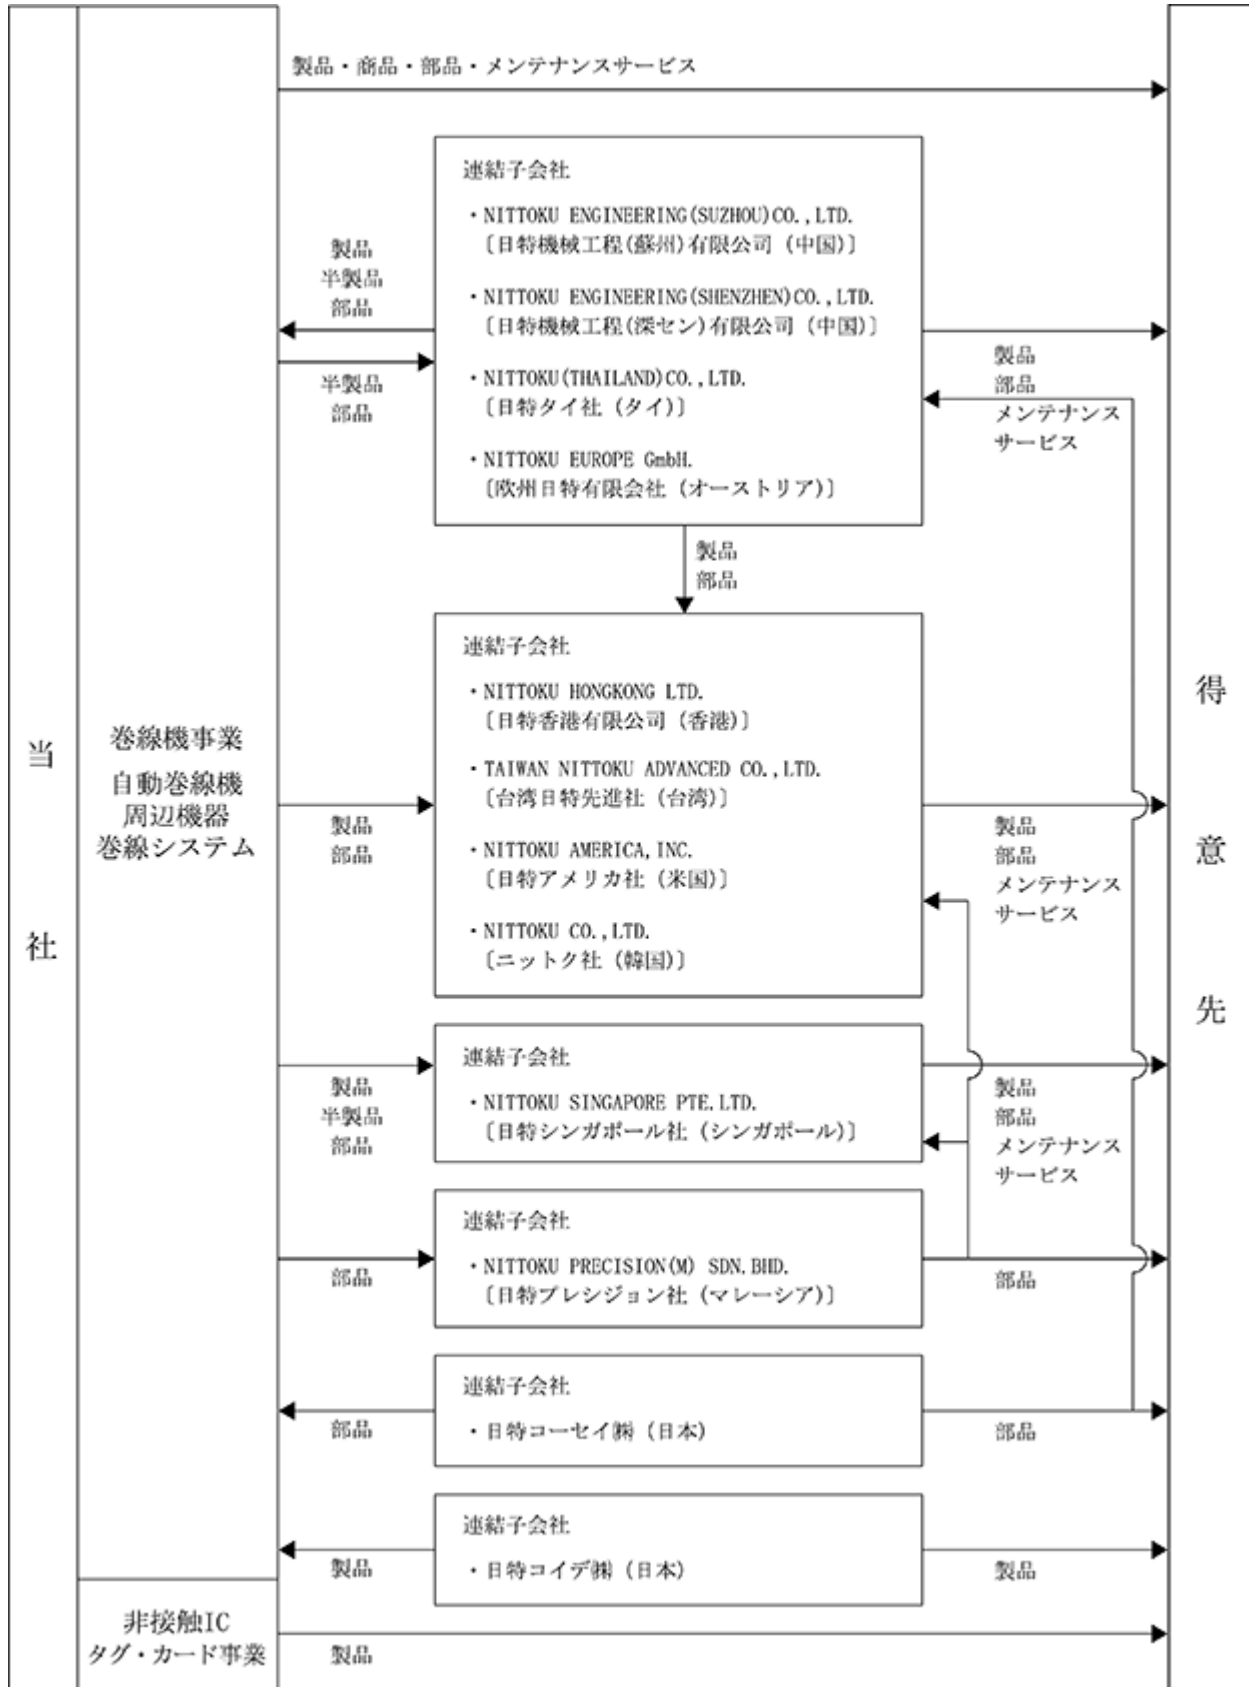 製品・商品・部品・メンテナンスサービス
連結子会社
・NITTOKU ENGINEERING(SUZHOU)CO.,LTD.
〔日特機械工程(蘇州)有限公司（中国）〕
・NITTOKU ENGINEERING(SHENZHEN)CO.,LTD.
〔日特機械工程(深セン)有限公司（中国）〕
・NITTOKU(THAILAND)CO.,LTD.
〔日特タイ社（タイ）〕
・NITTOKU EUROPE GmbH.
〔欧州日特有限会社（オーストリア）〕
製品
半製品
部品
半製品
部品
製品
部品
メンテナンス
サービス
製品
部品
当社
巻線機事業
自動巻線機
周辺機器
巻線システム
製品
部品
連結子会社
・NITTOKU HONGKONG LTD.
〔日特香港有限公司（香港）〕
・TAIWAN NITTOKU ADVANCED CO.,LTD.
〔台湾日特先進社（台湾）〕
・NITTOKU AMERICA,INC.
〔日特アメリカ社（米国）〕
・NITTOKU CO.,LTD.
〔ニットク社（韓国）〕
製品
部品
メンテナンス
サービス
得意先
製品
半製品
部品
連結子会社
・NITTOKU SINGAPORE PTE.LTD.
〔日特シンガポール社（シンガポール）〕
製品
部品
メンテナンス
サービス
部品
連結子会社
・NITTOKU PRECISION(M) SDN.BHD.
〔日特プレシジョン社（マレーシア）〕
部品
部品
連結子会社
・日特コーセイ㈱（日本）
部品
製品
連結子会社
・日特コイデ㈱（日本）
製品
非接触IC
タグ・カード事業
製品